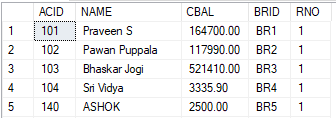 ACID NAME CBAL BRID RNO
1 101 Praveen S 164700.00 BR1 1
2 102 Pawan Puppala 117990.00 BR2 1
3 103 Bhaskar Jogi 521410.00 BR3 1
4 104 Sri Vidya 3335.90 BR4 1
5 140 ASHOK 2500.00 BR5 1